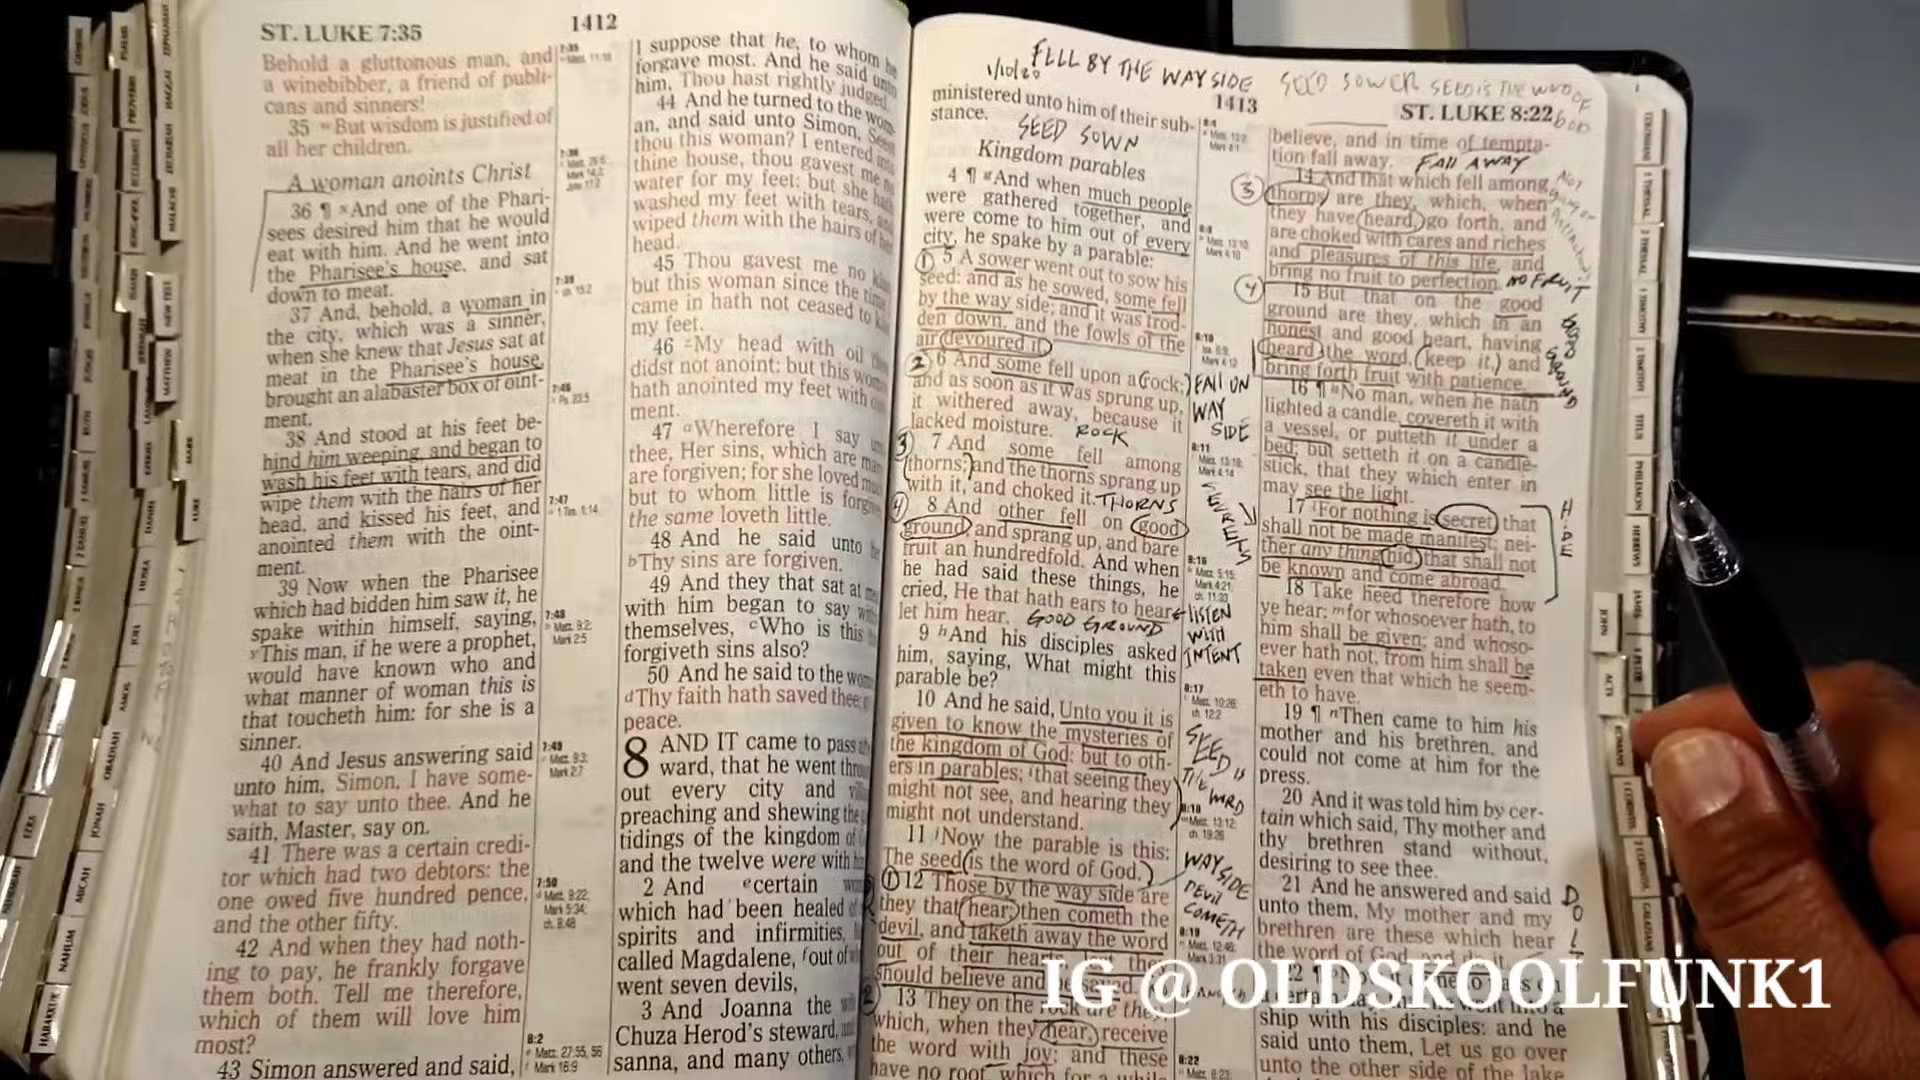 ST. LUKE 7:35
1412
Behold a gluttonous man, and
a winebibber, a friend of publi-
cans and sinners!
35 But wisdom is justified of
all her children.
A woman anoints Christ
36 ¶ And one of the Phari-
sees desired him that he would
eat with him. And he went into
the Pharisee's house, and sat
down to meat.
37 And, behold, a woman in
the city, which was a sinner,
when she knew that Jesus sat at
meat in the Pharisee's house,
brought an alabaster box of oint-
ment.
38 And stood at his feet be-
hind him weeping, and began to
wash his feet with tears, and did
wipe them with the hairs of her
head, and kissed his feet, and
anointed them with the oint-
ment.
39 Now when the Pharisee
which had bidden him saw it, he
spake within himself, saying,
This man, if he were a prophet,
would have known who and
what manner of woman this is
that toucheth him: for she is a
sinner.
40 And Jesus answering said
unto him, Simon, I have some-
what to say unto thee. And he
saith, Master, say on.
41 There was a certain credi-
tor which had two debtors: the
one owed five hundred pence,
and the other fifty.
42 And when they had noth-
ing to pay, he frankly forgave
them both. Tell me therefore,
which of them will love him
most?
43 Simon answered and said,
I suppose that he, to whom he
forgave most. And he said unto
him, Thou hast rightly judged.
44 And he turned to the wom-
an, and said unto Simon, Seest
thou this woman? I entered into
thine house, thou gavest me no
water for my feet: but she hath
washed my feet with tears, and
wiped them with the hairs of her
head.
45 Thou gavest me no kiss:
but this woman since the time I
came in hath not ceased to kiss
my feet.
46 My head with oil thou
didst not anoint: but this woman
hath anointed my feet with oint-
ment.
47 Wherefore I say unto
thee, Her sins, which are many,
are forgiven; for she loved much:
but to whom little is forgiven,
the same loveth little.
48 And he said unto her,
Thy sins are forgiven.
49 And they that sat at meat
with him began to say within
themselves, Who is this that
forgiveth sins also?
50 And he said to the woman,
Thy faith hath saved thee;
peace.
8 AND IT came to pass
ward, that he went through-
out every city and village,
preaching and shewing the
tidings of the kingdom of
and the twelve were with him,
2 And certain women,
which had been healed of
spirits and infirmities,
called Magdalene, out of
went seven devils,
3 And Joanna the wife
Chuza Herod's steward, and
sanna, and many others,
FELL BY THE WAY SIDE
1/10/20
SEED SOWER SEED IS THE WORD OF
GOD
1413
ST. LUKE 8:22
ministered unto him of their sub-
stance.
SEED SOWN
Kingdom parables
4 ¶ And when much people
were gathered together, and
were come to him out of every
city, he spake by a parable:
① 5 A sower went out to sow his
seed: and as he sowed, some fell
by the way side; and it was trod-
den down, and the fowls of the
air devoured it.
② 6 And some fell upon a rock;
and as soon as it was sprung up,
it withered away, because it
lacked moisture. ROCK
FALL ON
WAY
SIDE
③ 7 And some fell among
thorns; and the thorns sprang up
with it, and choked it. THORNS
④ 8 And other fell on good
ground, and sprang up, and bare
fruit an hundredfold. And when
he had said these things, he
cried, He that hath ears to hear,
let him hear. GOOD GROUND
LISTEN
WITH
INTENT
9 And his disciples asked
him, saying, What might this
parable be?
10 And he said, Unto you it is
given to know the mysteries of
the kingdom of God: but to oth-
ers in parables; that seeing they
might not see, and hearing they
might not understand.
SEED IS
THE WORD
11 Now the parable is this:
The seed is the word of God.
① 12 Those by the way side are
they that hear; then cometh the
devil, and taketh away the word
out of their hearts, lest they
should believe and be saved.
WAYSIDE
DEVIL
COMETH
13 They on the rock are they,
which, when they hear, receive
the word with joy; and these
have no root, which for a while
believe, and in time of tempta-
tion fall away. FALL AWAY
③ 14 And that which fell among
thorns are they, which, when
they have heard, go forth, and
are choked with cares and riches
and pleasures of this life, and
bring no fruit to perfection. NO FRUIT
④ 15 But that on the good
ground are they, which in an
honest and good heart, having
heard the word, keep it, and
bring forth fruit with patience.
GOOD
GROUND
16 ¶ No man, when he hath
lighted a candle, covereth it with
a vessel, or putteth it under a
bed; but setteth it on a candle-
stick, that they which enter in
may see the light.
17 For nothing is secret, that
shall not be made manifest; nei-
ther any thing hid, that shall not
be known and come abroad.
HIDE
18 Take heed therefore how
ye hear: for whosoever hath, to
him shall be given; and whoso-
ever hath not, from him shall be
taken even that which he seem-
eth to have.
19 ¶ Then came to him his
mother and his brethren, and
could not come at him for the
press.
20 And it was told him by cer-
tain which said, Thy mother and
thy brethren stand without,
desiring to see thee.
21 And he answered and said
unto them, My mother and my
brethren are these which hear
the word of God, and do it.
DO IT
ship with his disciples: and he
said unto them, Let us go over
unto the other side of the lake.
IG @ OLDSKOOLFUNK1